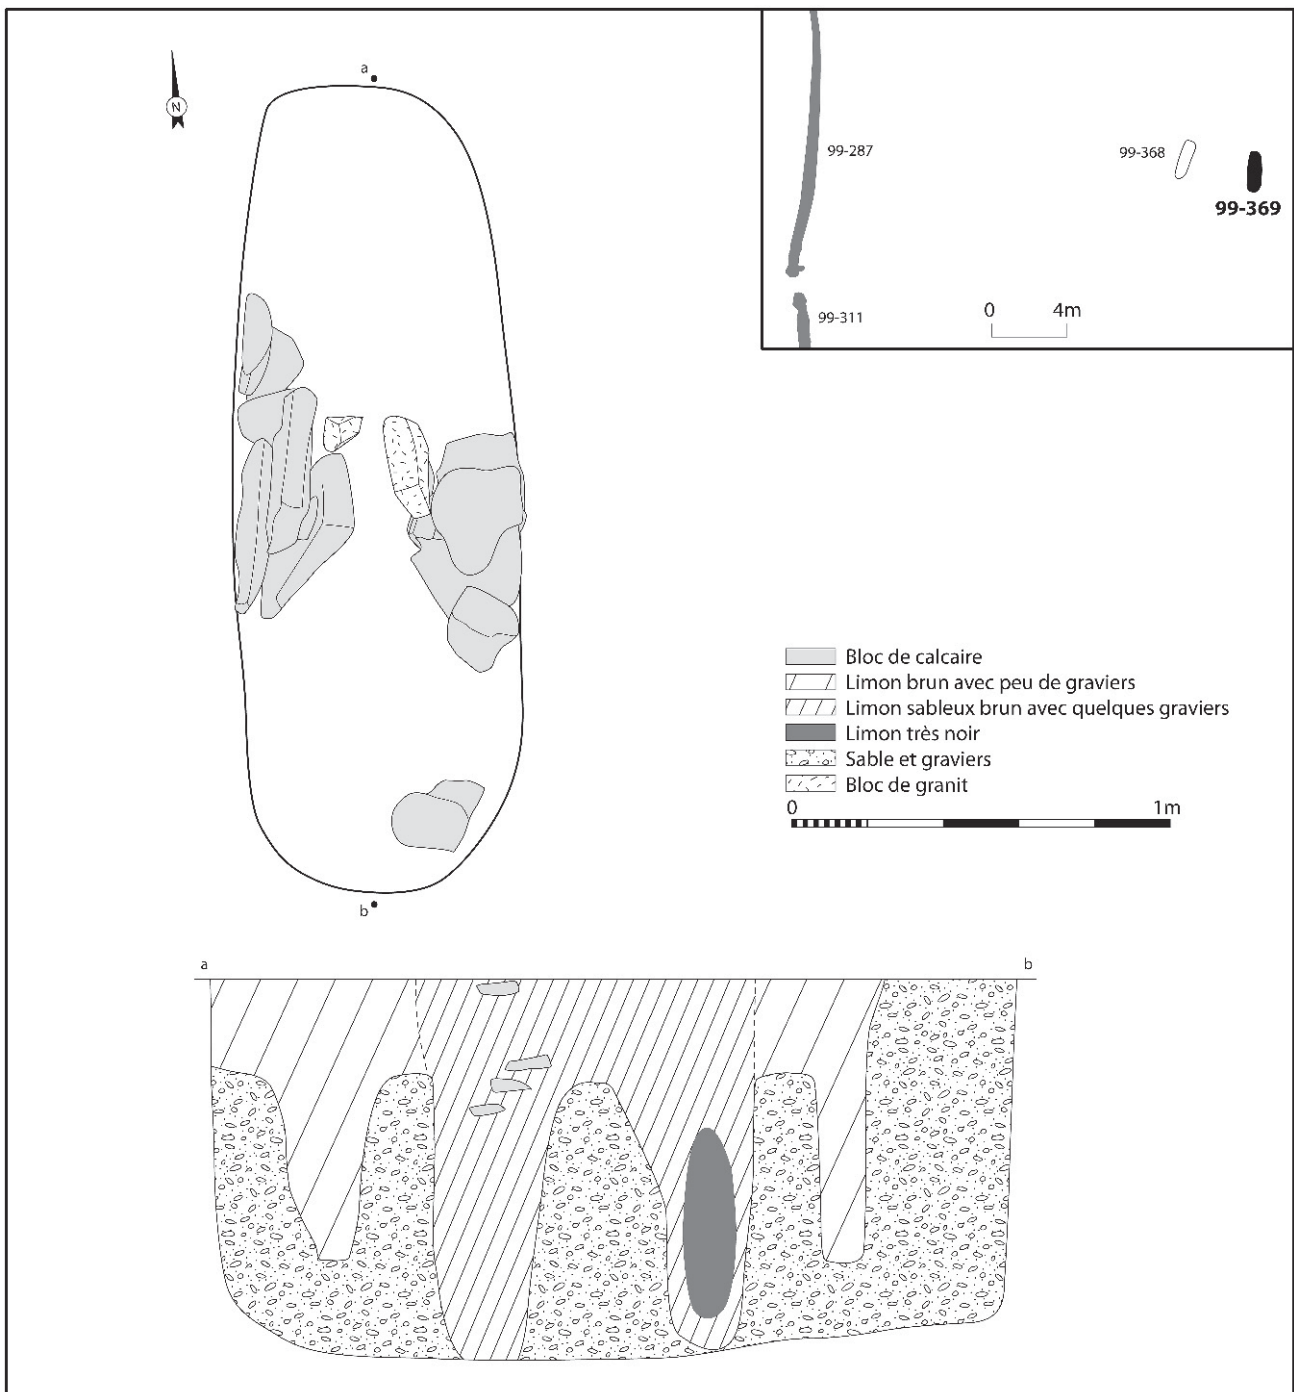 a
N
99-287
99-368
99-369
0 4m
99-311
Bloc de calcaire
Limon brun avec peu de graviers
Limon sableux brun avec quelques graviers
Limon très noir
Sable et graviers
Bloc de granit
0 1m
b
a b